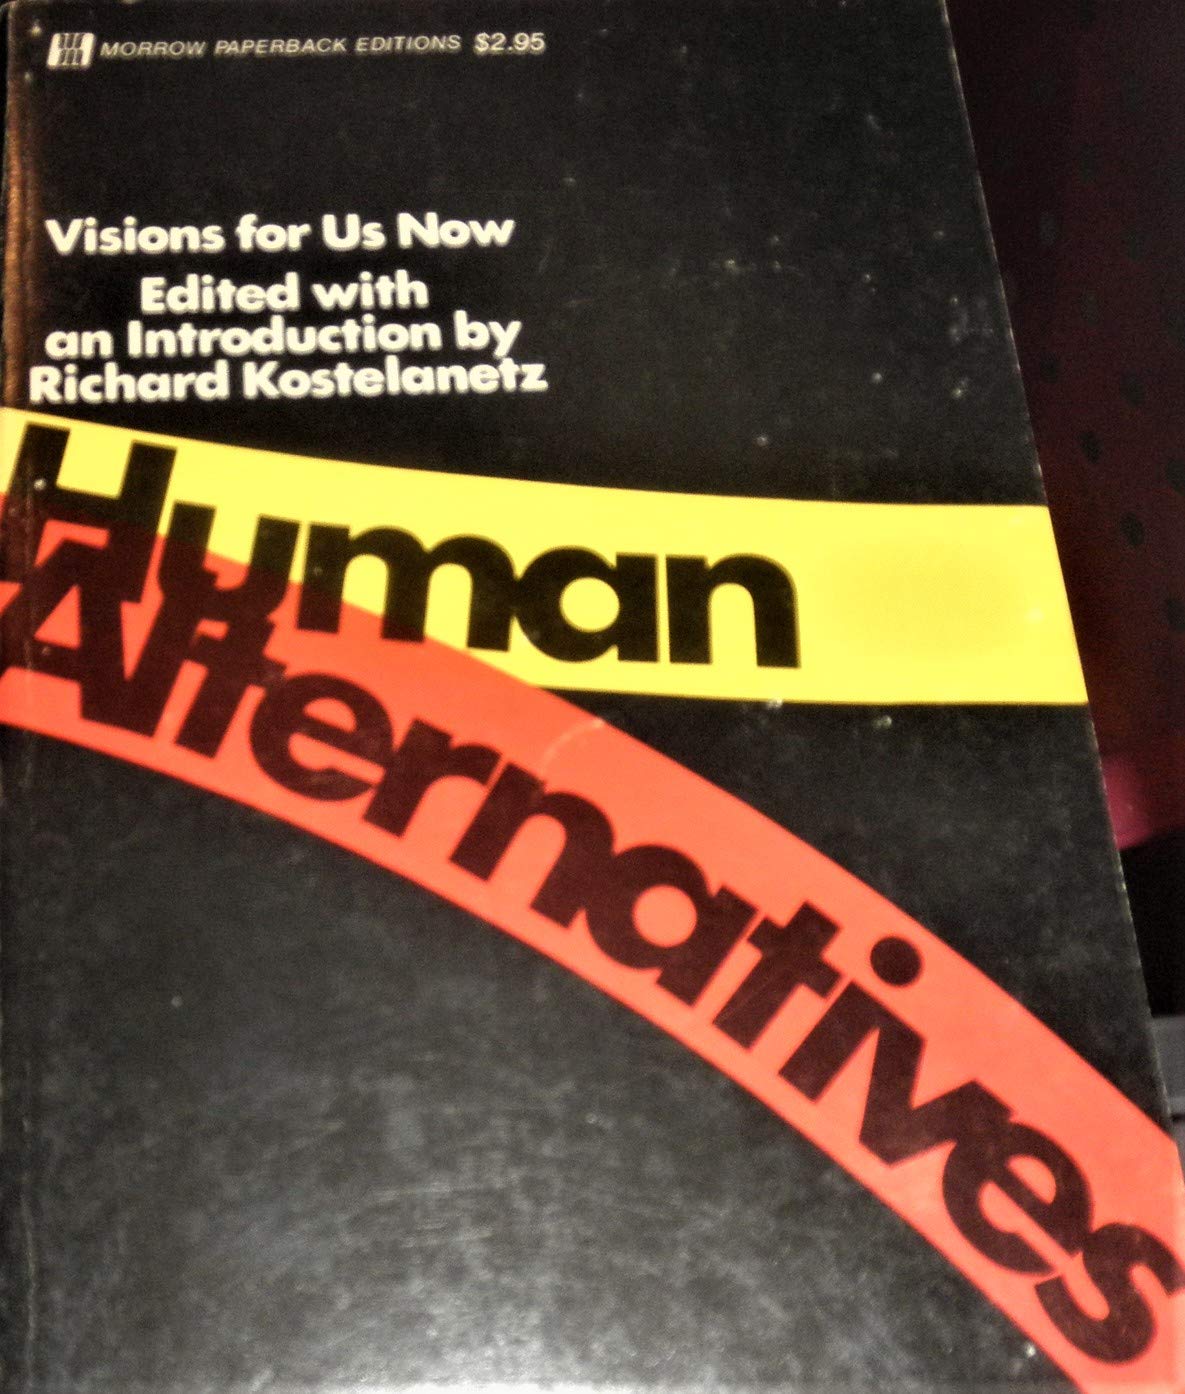 MORROW PAPERBACK EDITIONS $2.95
Visions for Us Now
Edited with
an Introduction by
Richard Kostelanetz
Human
Alternatives